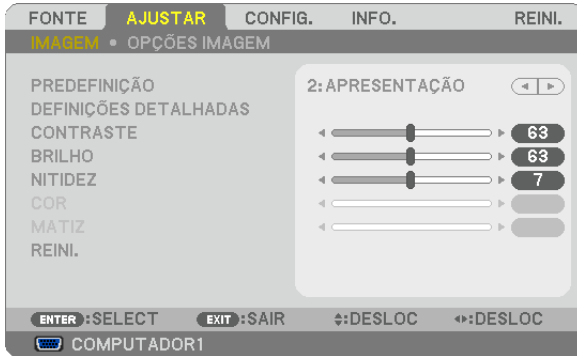 FONTE AJUSTAR CONFIG. INFO. REINI.
IMAGEM • OPÇÕES IMAGEM
PREDEFINIÇÃO 2:APRESENTAÇÃO
DEFINIÇÕES DETALHADAS
CONTRASTE 63
BRILHO 63
NITIDEZ 7
COR
MATIZ
REINI.
ENTER :SELECT EXIT :SAIR :DESLOC :DESLOC
COMPUTADOR1